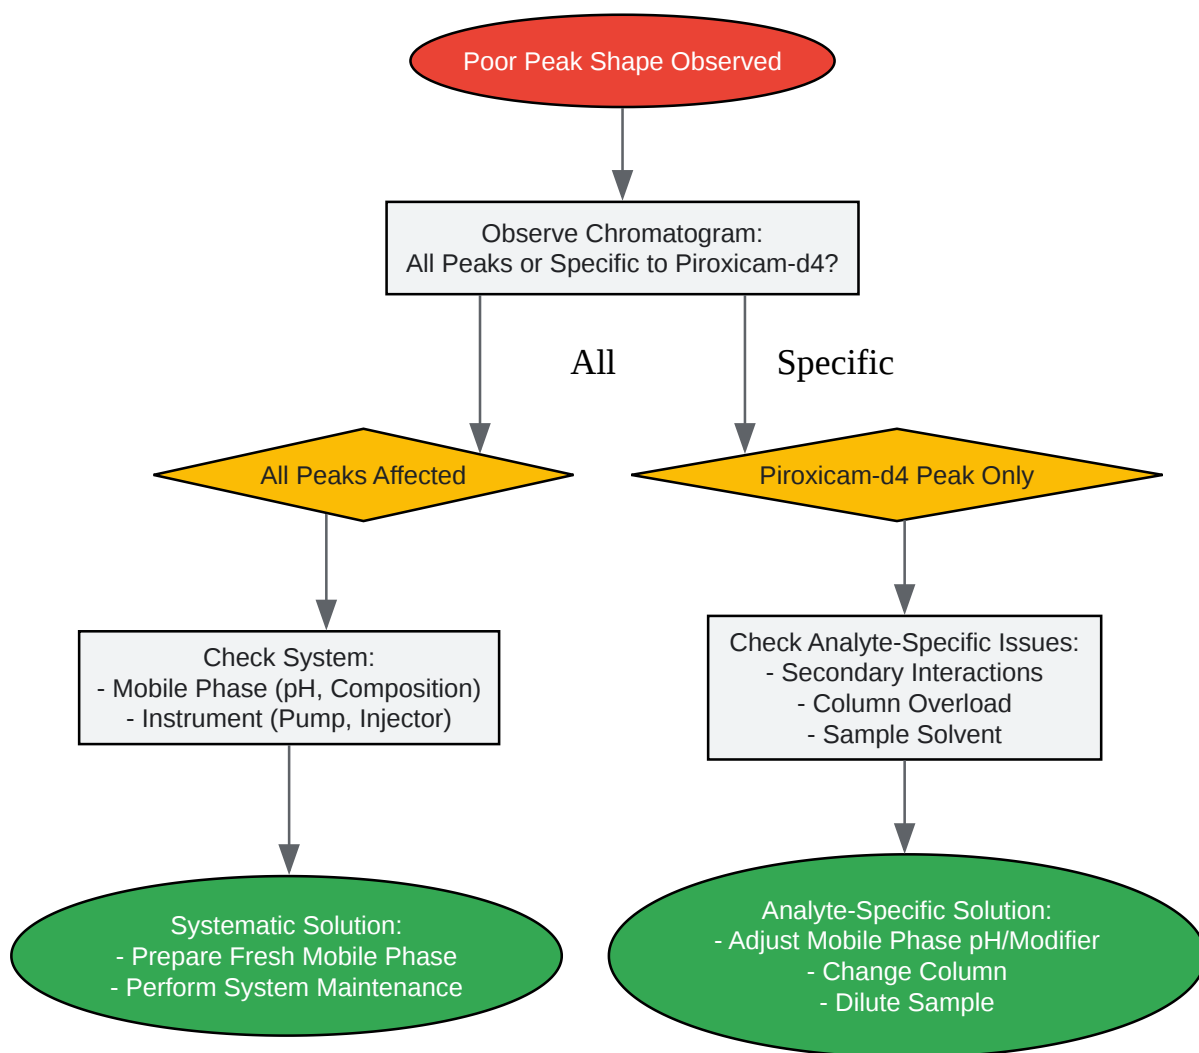 Poor Peak Shape Observed
Observe Chromatogram:
All Peaks or Specific to Piroxicam-d4?
All
Specific
All Peaks Affected
Piroxicam-d4 Peak Only
Check System:
- Mobile Phase (pH, Composition)
- Instrument (Pump, Injector)
Check Analyte-Specific Issues:
- Secondary Interactions
- Column Overload
- Sample Solvent
Systematic Solution:
- Prepare Fresh Mobile Phase
- Perform System Maintenance
Analyte-Specific Solution:
- Adjust Mobile Phase pH/Modifier
- Change Column
- Dilute Sample